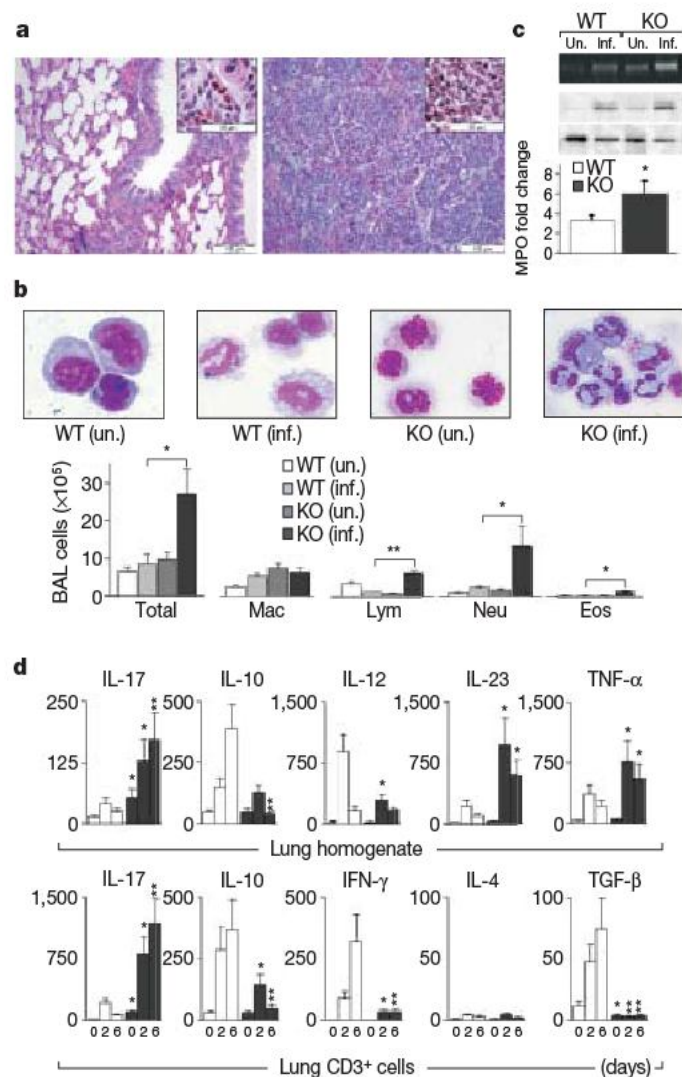 a
c
WT KO
Un. Inf. Un. Inf.
WT
KO
*
MPO fold change
8
6
4
2
0
b
WT (un.)
WT (inf.)
KO (un.)
KO (inf.)
BAL cells (×10⁵)
30
20
10
0
*
WT (un.)
WT (inf.)
KO (un.)
KO (inf.)
**
*
*
Total Mac Lym Neu Eos
d
IL-17 IL-10 IL-12 IL-23 TNF-α
250 500 1,500 1,500 1,500
125 250 750 750 750
0 0 0 0 0
* * ** ** * * * * *
Lung homogenate
IL-17 IL-10 IFN-γ IL-4 TGF-β
1,500 500 500 100 100
750 250 250 50 50
0 0 0 0 0
* * ** * ** * ** * ** **
0 2 6 0 2 6 0 2 6 0 2 6 0 2 6 0 2 6 0 2 6 0 2 6 0 2 6 0 2 6
Lung CD3⁺ cells (days)